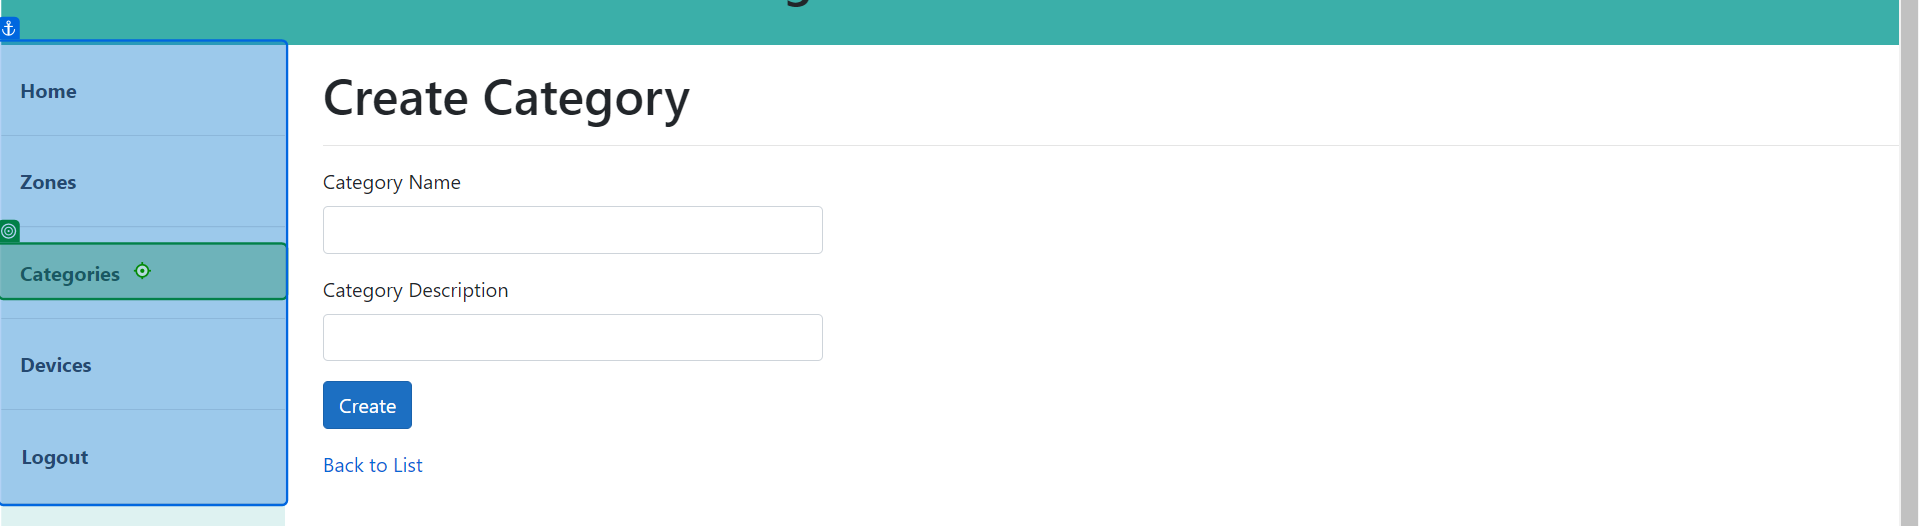 Home
Zones
Categories
Devices
Logout
Create Category
Category Name
Category Description
Create
Back to List